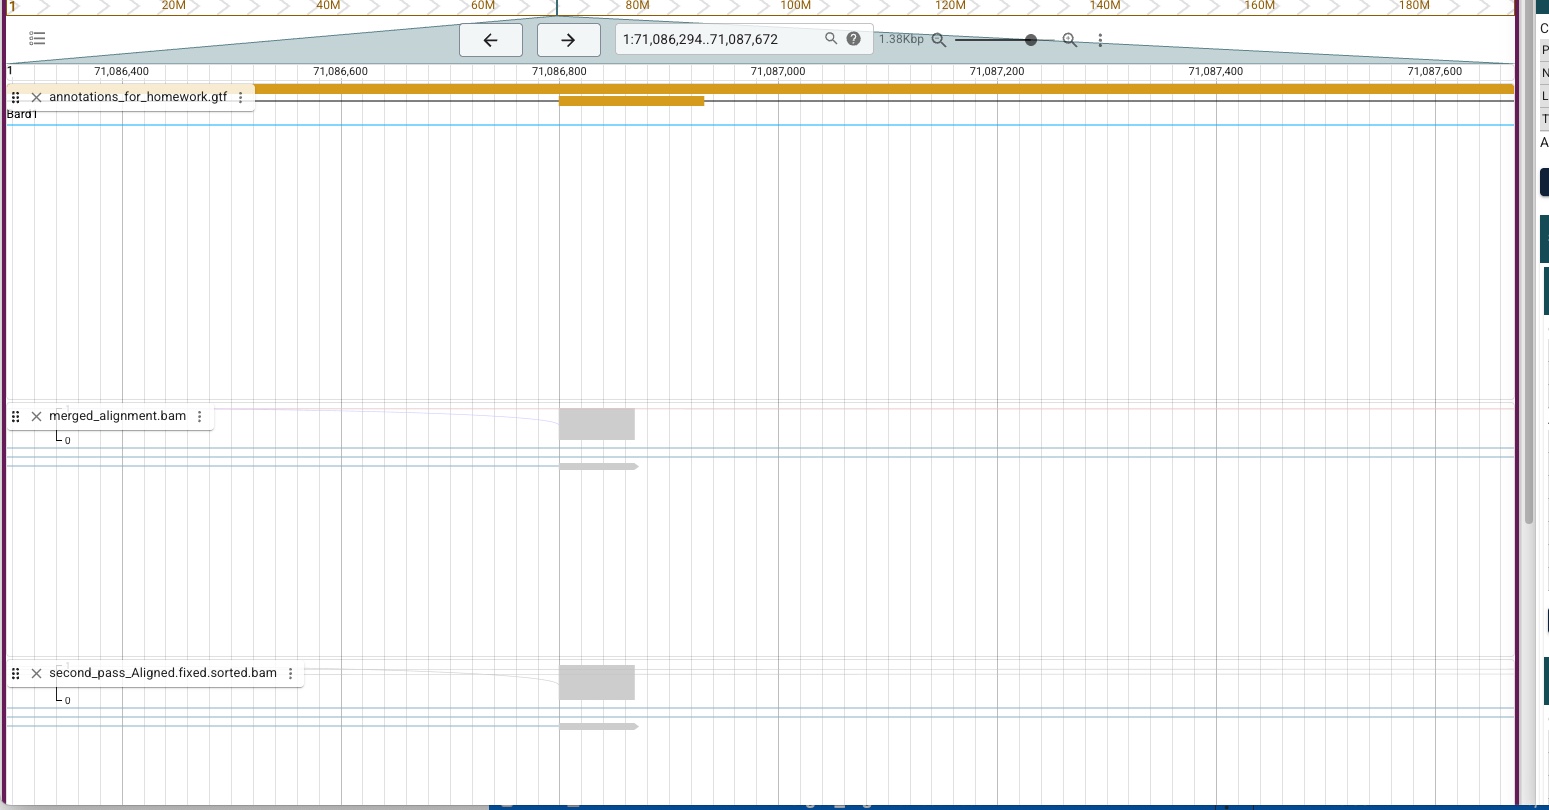 1 20M 40M 60M 80M 100M 120M 140M 160M 180M
1:71,086,294..71,087,672 1.38Kbp
1 71,086,400 71,086,600 71,086,800 71,087,000 71,087,200 71,087,400 71,087,600
annotations_for_homework.gtf
Bard1
merged_alignment.bam
0
second_pass_Aligned.fixed.sorted.bam
0
C
P
N
L
T
A